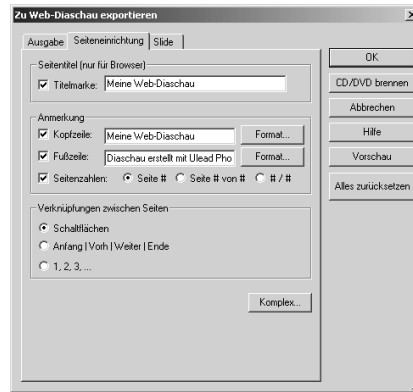 Zu Web-Diaschau exportieren
Ausgabe Seiteneinrichtung Slide
Seitentitel (nur für Browser)
Titelmarke: Meine Web-Diaschau
Anmerkung
Kopfzeile: Meine Web-Diaschau Format...
Fußzeile: Diaschau erstellt mit Ulead Pho Format...
Seitenzahlen: Seite # Seite # von # # / #
Verknüpfungen zwischen Seiten
Schaltflächen
Anfang | Vorh | Weiter | Ende
1, 2, 3, ...
Komplex...
OK
CD/DVD brennen
Abbrechen
Hilfe
Vorschau
Alles zurücksetzen